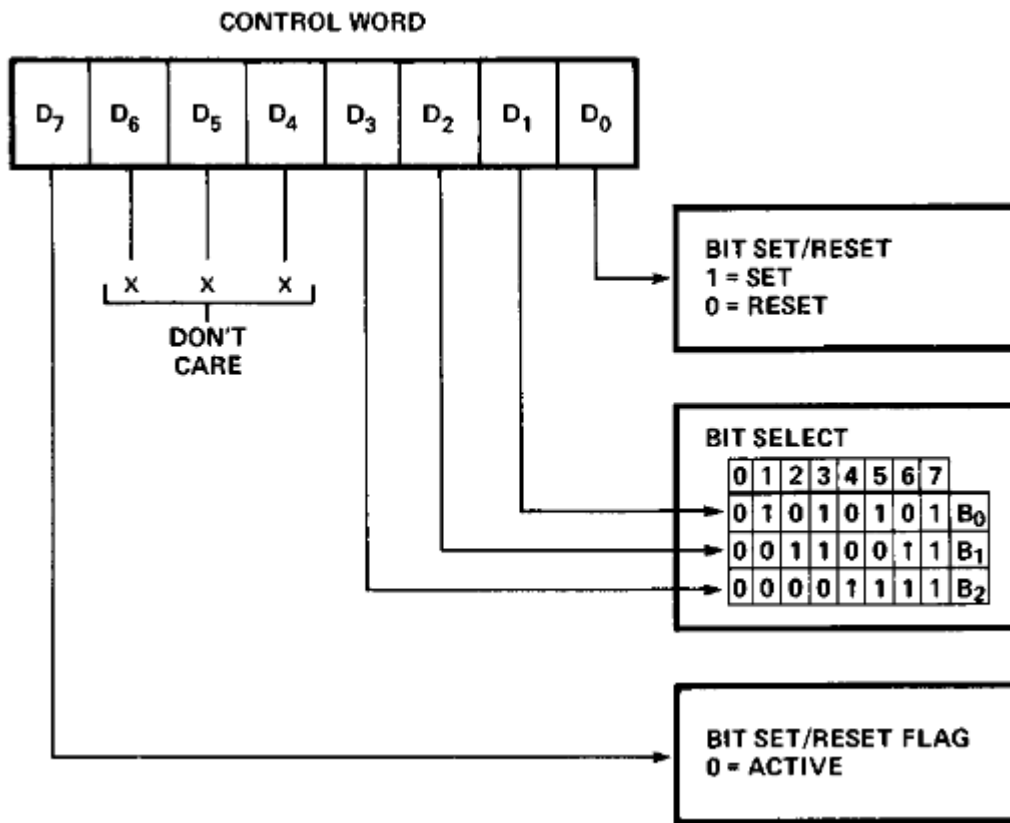 CONTROL WORD
D7 D6 D5 D4 D3 D2 D1 D0
X X X
DON'T
CARE
BIT SET/RESET
1 = SET
0 = RESET
BIT SELECT
0 1 2 3 4 5 6 7
0 1 0 1 0 1 0 1 B0
0 0 1 1 0 0 1 1 B1
0 0 0 0 1 1 1 1 B2
BIT SET/RESET FLAG
0 = ACTIVE